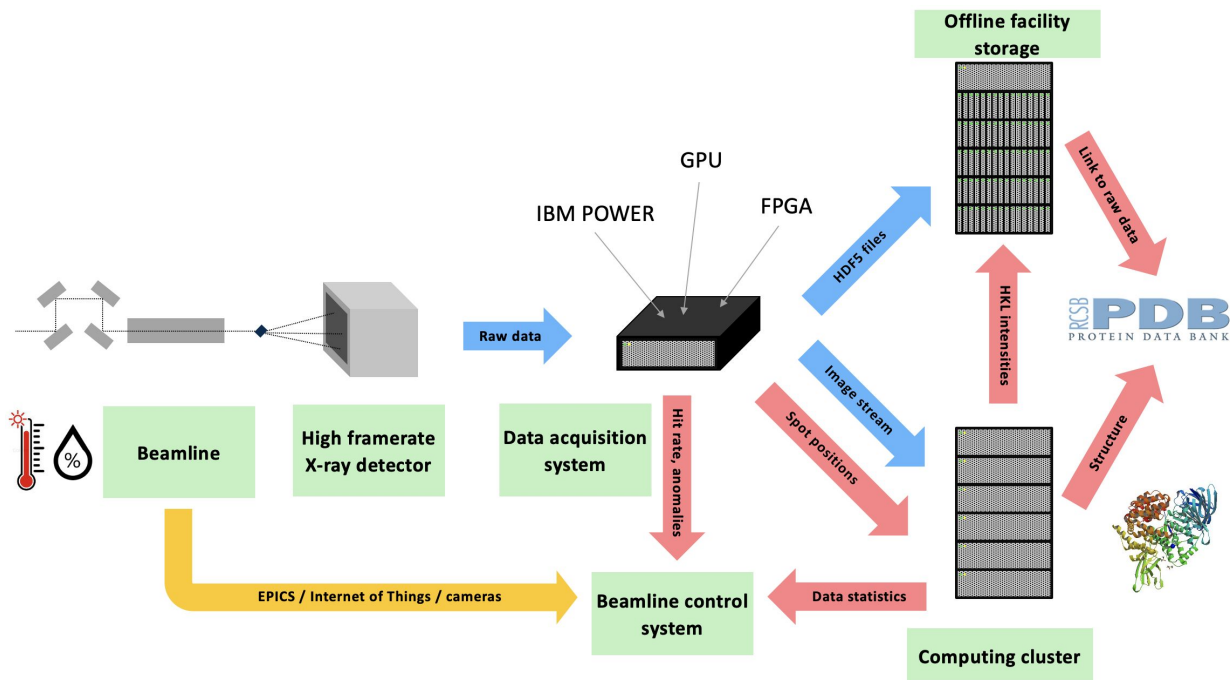 Offline facility
storage
GPU
IBM POWER
FPGA
Link to raw data
HDF5 files
HKL intensities
RCSB
PDB
PROTEIN DATA BANK
Raw data
Image stream
Spot positions
Hit rate, anomalies
Structure
%
Beamline
High framerate
X-ray detector
Data acquisition
system
EPICS / Internet of Things / cameras
Beamline control
system
Data statistics
Computing cluster